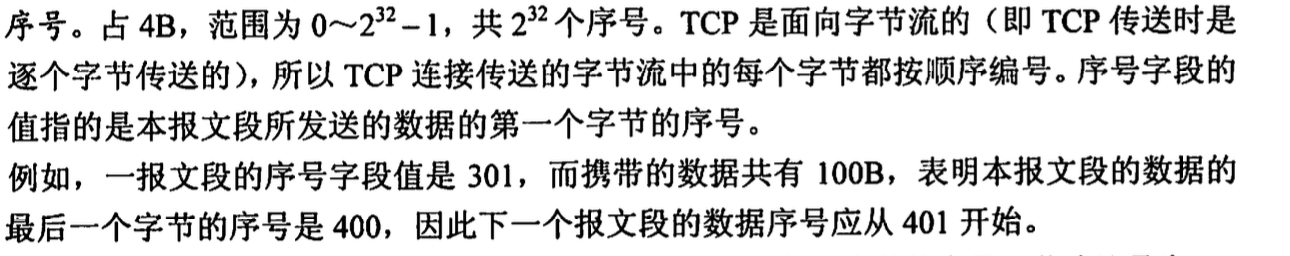 序号。占 4B，范围为 0～2³²－1，共 2³² 个序号。TCP 是面向字节流的（即 TCP 传送时是
逐个字节传送的），所以 TCP 连接传送的字节流中的每个字节都按顺序编号。序号字段的
值指的是本报文段所发送的数据的第一个字节的序号。
例如，一报文段的序号字段值是 301，而携带的数据共有 100B，表明本报文段的数据的
最后一个字节的序号是 400，因此下一个报文段的数据序号应从 401 开始。